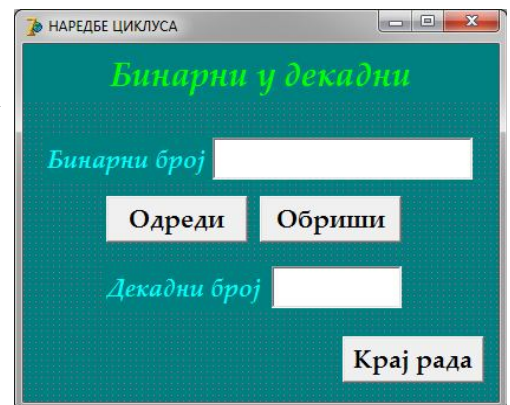 НАРЕДБЕ ЦИКЛУСА
Бинарни у декадни
Бинарни број
Одреди Обриши
Декадни број
Крај рада